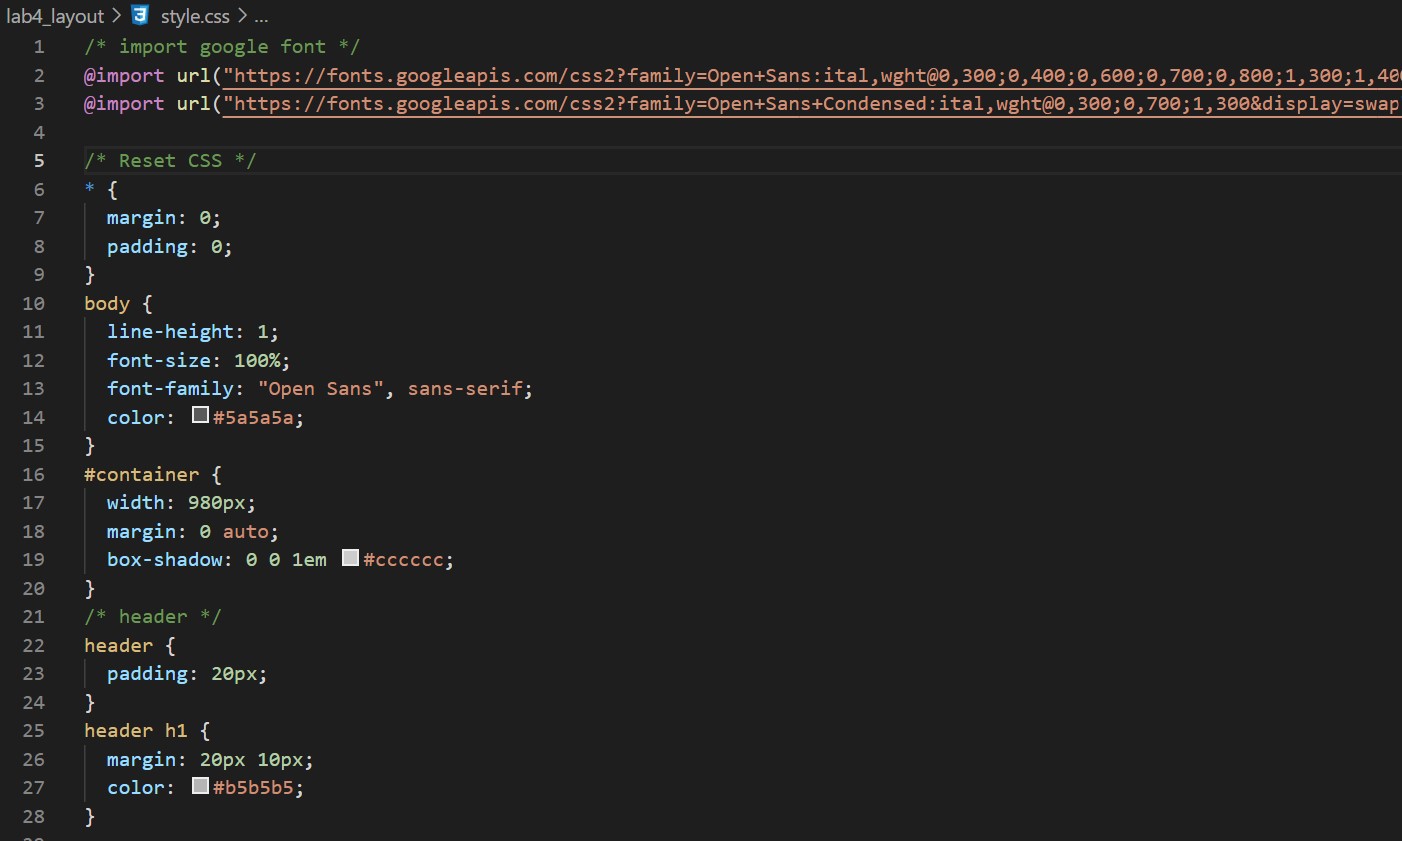 lab4_layout > style.css > ...
1 /* import google font */
2 @import url("https://fonts.googleapis.com/css2?family=Open+Sans:ital,wght@0,300;0,400;0,600;0,700;0,800;1,300;1,400
3 @import url("https://fonts.googleapis.com/css2?family=Open+Sans+Condensed:ital,wght@0,300;0,700;1,300&display=swap
4
5 /* Reset CSS */
6 * {
7 margin: 0;
8 padding: 0;
9 }
10 body {
11 line-height: 1;
12 font-size: 100%;
13 font-family: "Open Sans", sans-serif;
14 color: #5a5a5a;
15 }
16 #container {
17 width: 980px;
18 margin: 0 auto;
19 box-shadow: 0 0 1em #cccccc;
20 }
21 /* header */
22 header {
23 padding: 20px;
24 }
25 header h1 {
26 margin: 20px 10px;
27 color: #b5b5b5;
28 }